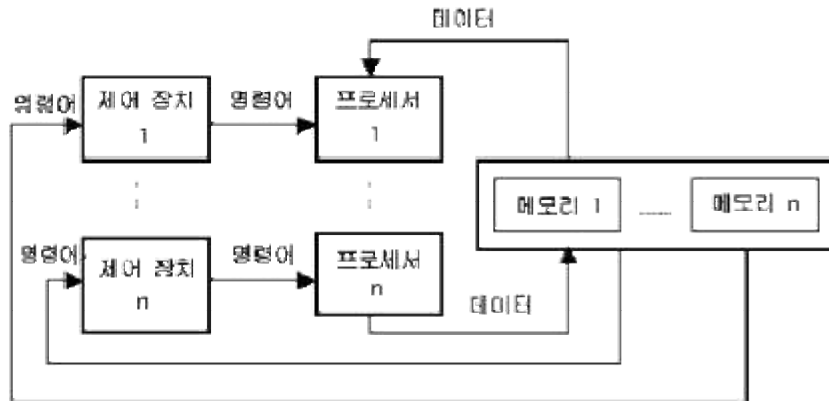 데이터
명령어
제어 장치
1
명령어
프로세서
1
메모리 1
메모리 n
명령어
제어 장치
n
명령어
프로세서
n
데이터